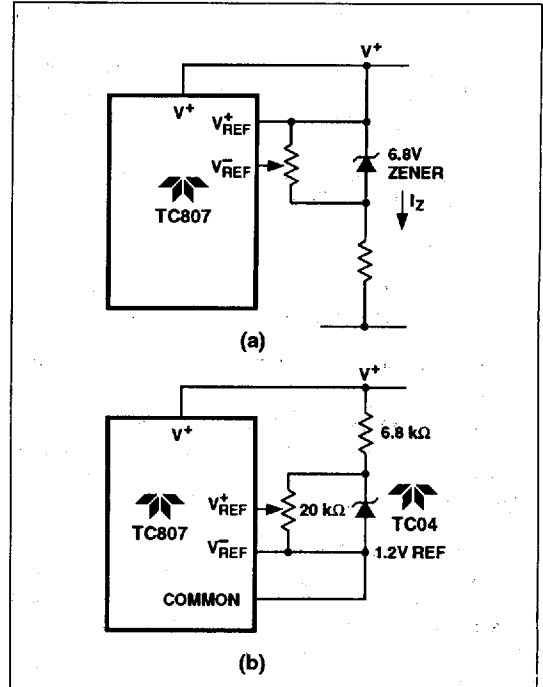 V+
V+
V+REF
V–REF
6.8V
ZENER
TC807
IZ
(a)
V+
V+
6.8 kΩ
V+REF
20 kΩ
TC807
TC04
V–REF
1.2V REF
COMMON
(b)